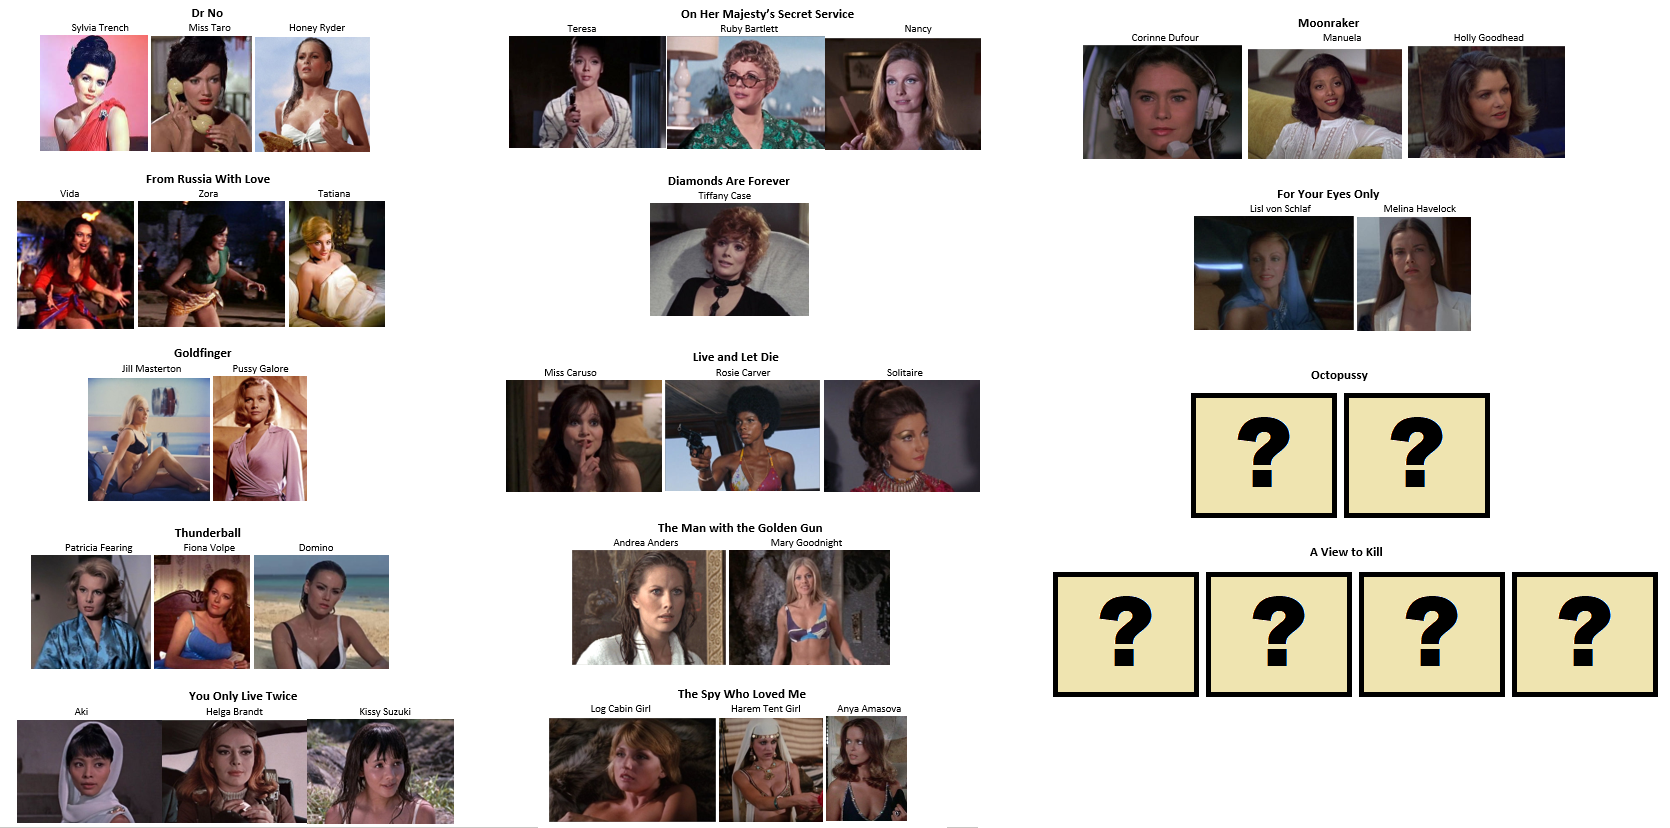 Dr No
Sylvia Trench Miss Taro Honey Ryder
From Russia With Love
Vida Zora Tatiana
Goldfinger
Jill Masterton Pussy Galore
Thunderball
Patricia Fearing Fiona Volpe Domino
You Only Live Twice
Aki Helga Brandt Kissy Suzuki
On Her Majesty's Secret Service
Teresa Ruby Bartlett Nancy
Diamonds Are Forever
Tiffany Case
Live and Let Die
Miss Caruso Rosie Carver Solitaire
The Man with the Golden Gun
Andrea Anders Mary Goodnight
The Spy Who Loved Me
Log Cabin Girl Harem Tent Girl Anya Amasova
Moonraker
Corinne Dufour Manuela Holly Goodhead
For Your Eyes Only
Lisl von Schlaf Melina Havelock
Octopussy
? ?
A View to Kill
? ? ? ?